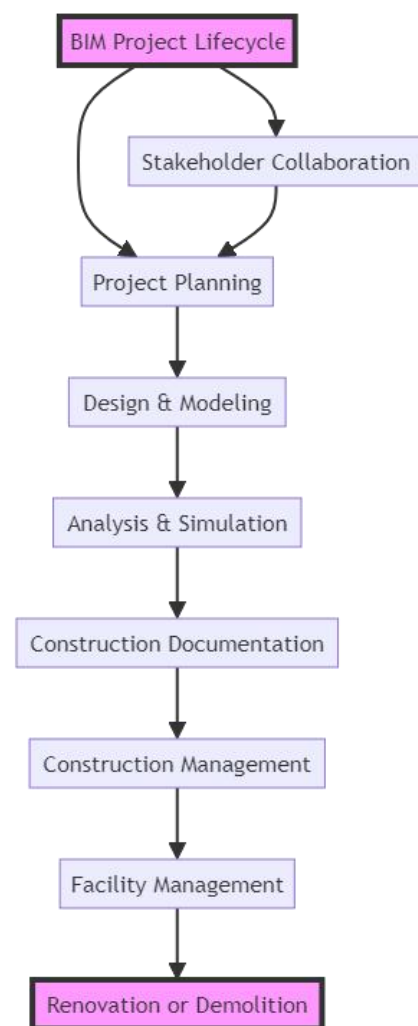 BIM Project Lifecycle
Stakeholder Collaboration
Project Planning
Design & Modeling
Analysis & Simulation
Construction Documentation
Construction Management
Facility Management
Renovation or Demolition